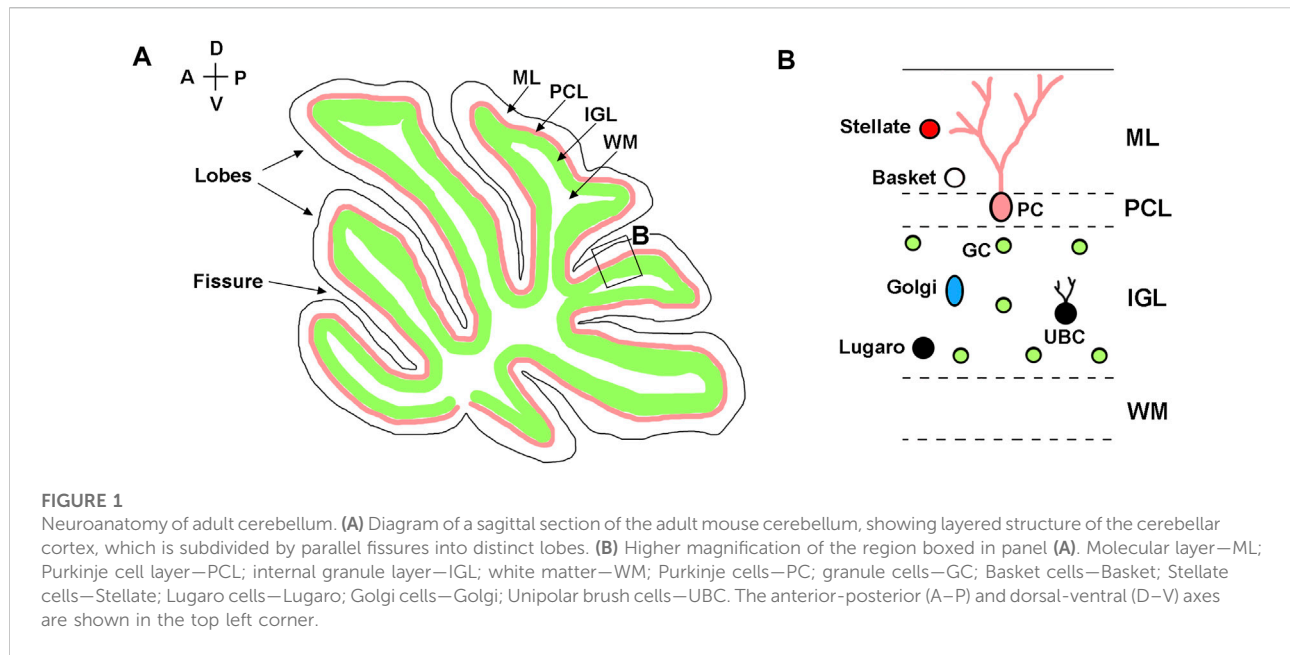 A
D
A
P
V
ML
PCL
IGL
WM
Lobes
B
Fissure
B
Stellate
ML
Basket
PC
PCL
GC
Golgi
IGL
UBC
Lugaro
WM
FIGURE 1
Neuroanatomy of adult cerebellum. (A) Diagram of a sagittal section of the adult mouse cerebellum, showing layered structure of the cerebellar
cortex, which is subdivided by parallel fissures into distinct lobes. (B) Higher magnification of the region boxed in panel (A). Molecular layer—ML;
Purkinje cell layer—PCL; internal granule layer—IGL; white matter—WM; Purkinje cells—PC; granule cells—GC; Basket cells—Basket; Stellate
cells—Stellate; Lugaro cells—Lugaro; Golgi cells—Golgi; Unipolar brush cells—UBC. The anterior-posterior (A–P) and dorsal-ventral (D–V) axes
are shown in the top left corner.